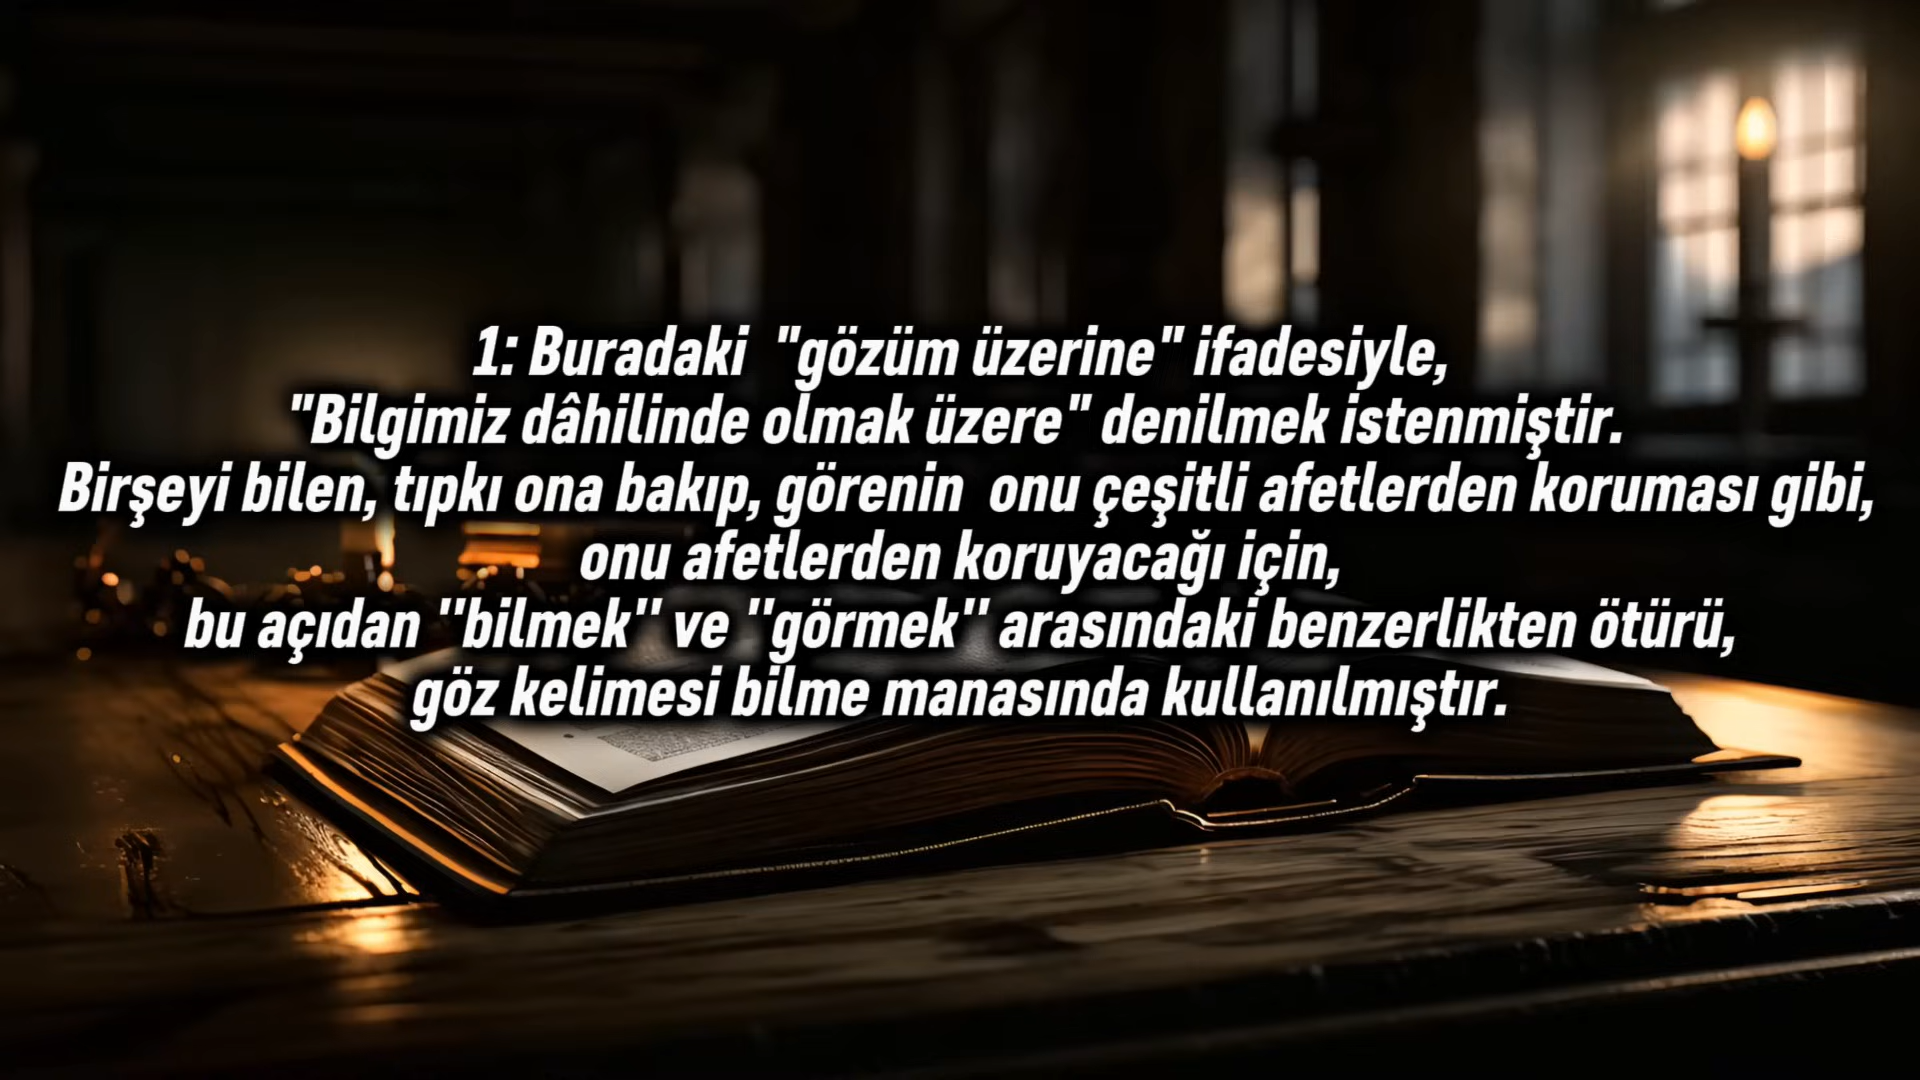 1: Buradaki  "gözüm üzerine" ifadesiyle,
"Bilgimiz dâhilinde olmak üzere" denilmek istenmiştir.
Birşeyi bilen, tıpkı ona bakıp, görenin  onu çeşitli afetlerden koruması gibi,
onu afetlerden koruyacağı için,
bu açıdan ''bilmek'' ve ''görmek'' arasındaki benzerlikten ötürü,
göz kelimesi bilme manasında kullanılmıştır.